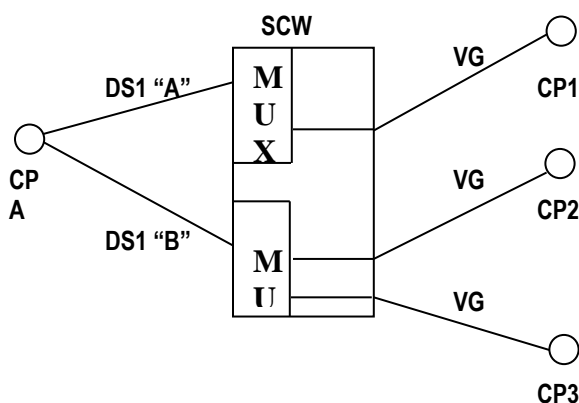 SCW
VG
DS1 “A”
M
U
X
CP1
CP
A
VG
CP2
DS1 “B”
M
U
VG
CP3